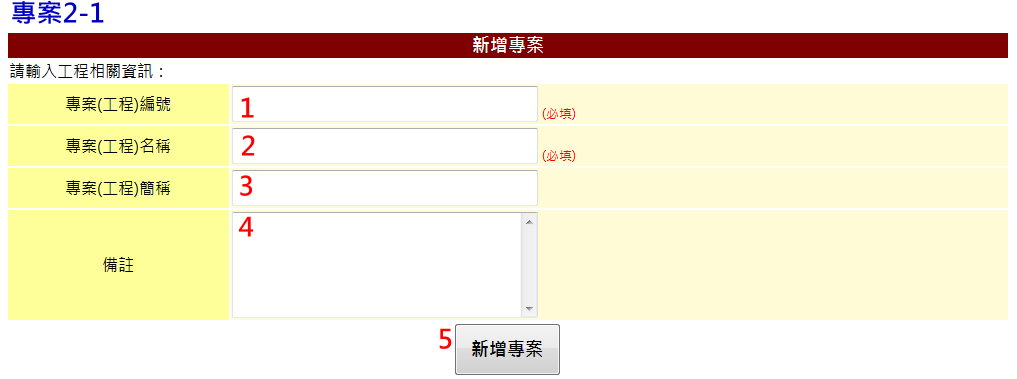 專案2-1
新增專案
請輸入工程相關資訊：
專案(工程)編號 1 (必填)
專案(工程)名稱 2 (必填)
專案(工程)簡稱 3
備註 4
5 新增專案